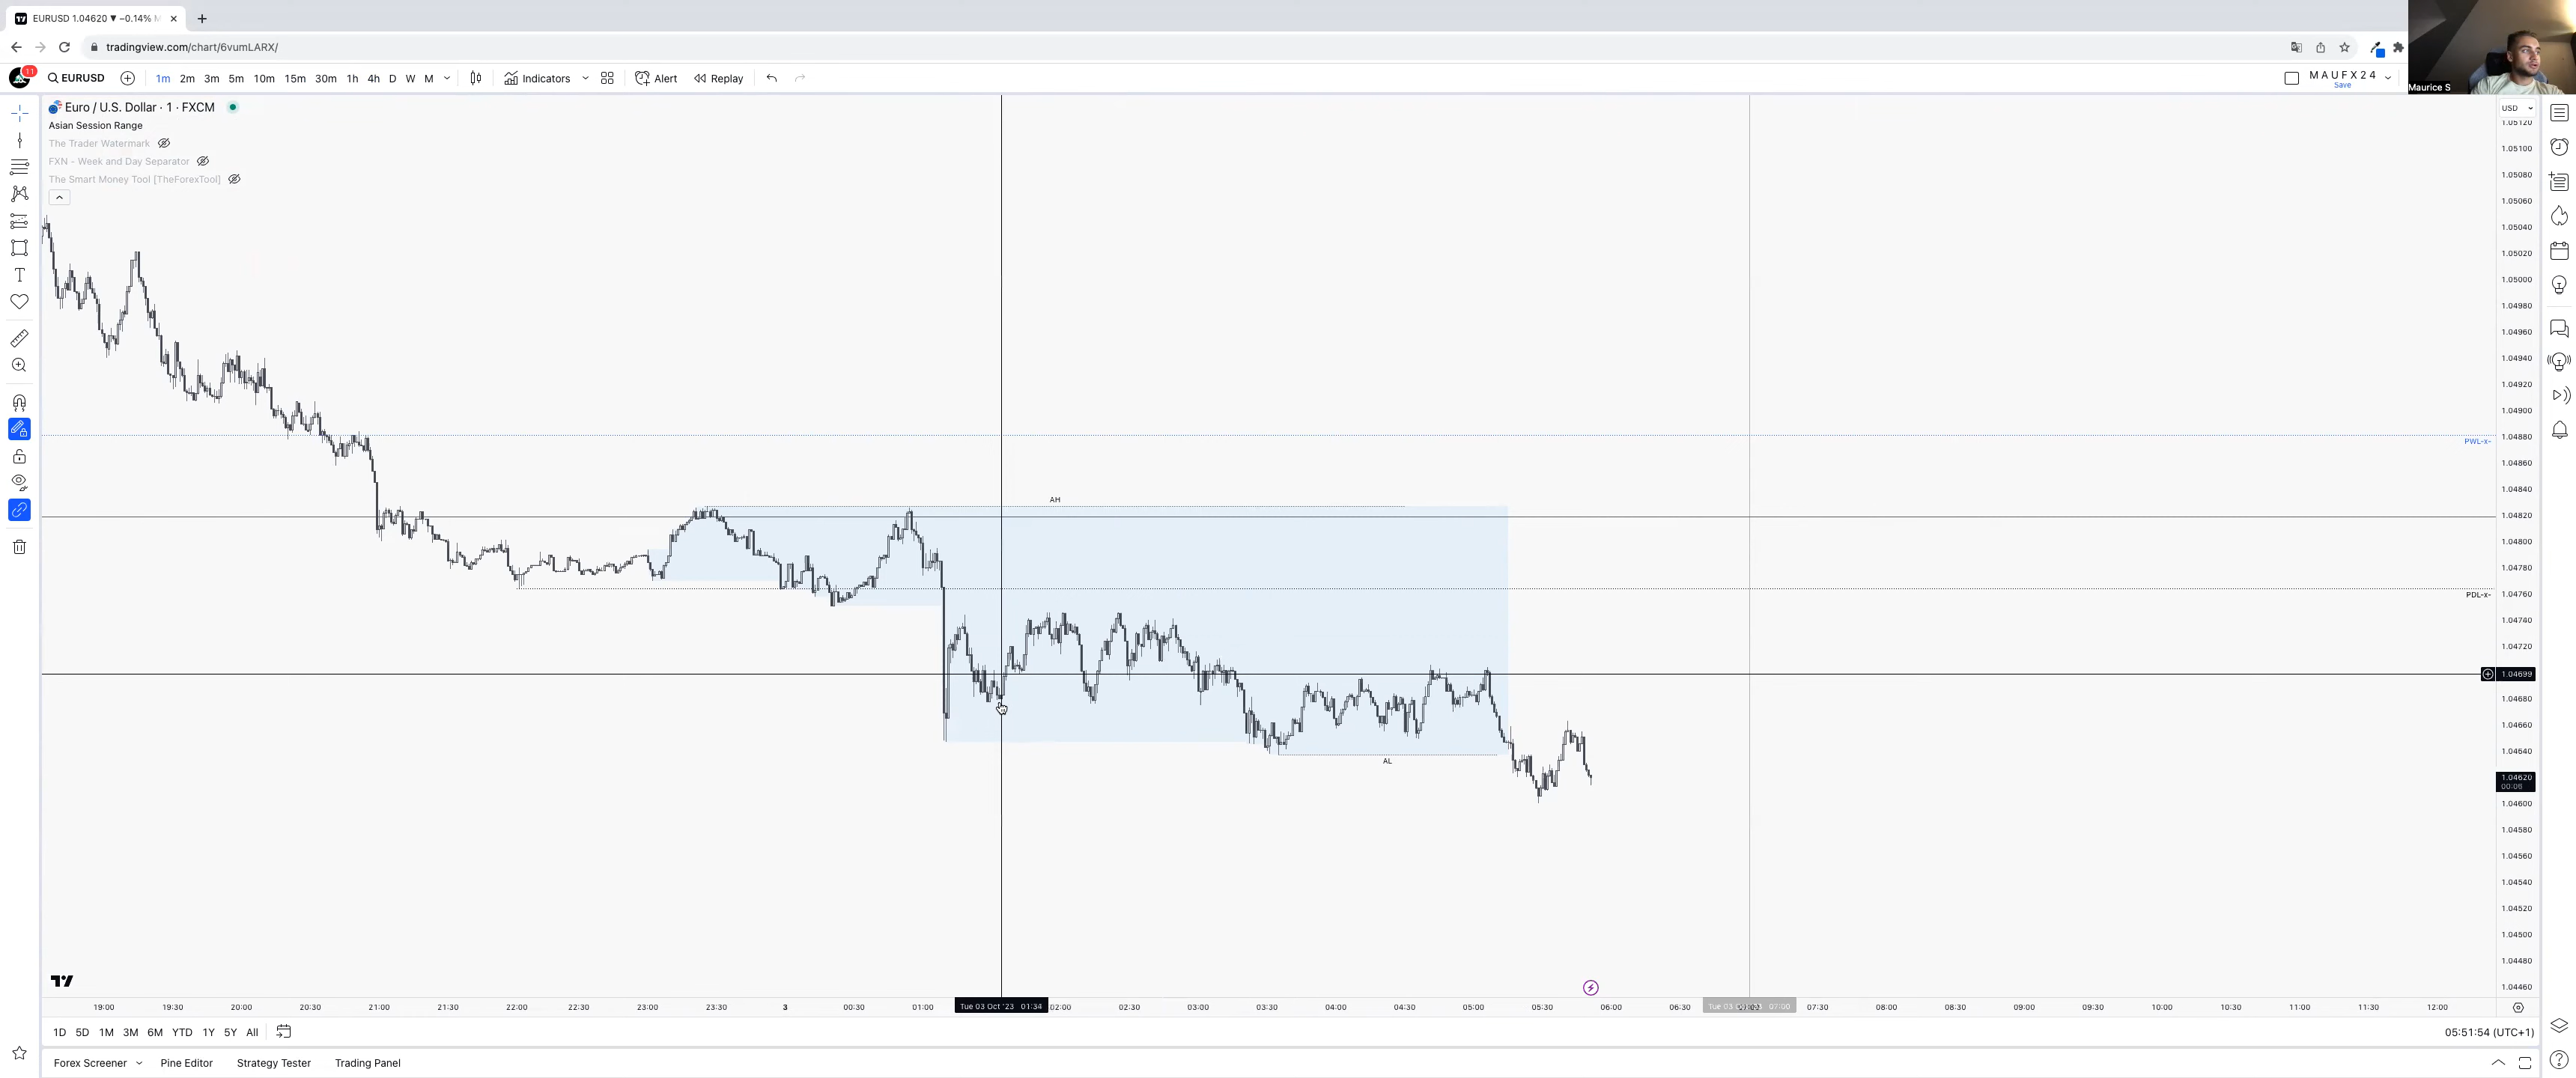 EURUSD 1.04620 ▼ −0.14% M
tradingview.com/chart/6vumLARX/
11
EURUSD 1m 2m 3m 5m 10m 15m 30m 1h 4h D W M Indicators Alert Replay
MAUFX24
Save
Maurice S
Euro / U.S. Dollar · 1 · FXCM
Asian Session Range
The Trader Watermark
FXN - Week and Day Separator
The Smart Money Tool [TheForexTool]
USD
1.05120
1.05100
1.05080
1.05060
1.05040
1.05020
1.05000
1.04980
1.04960
1.04940
1.04920
1.04900
1.04880
PWL-x-
1.04860
1.04840
AH
1.04820
1.04800
1.04780
1.04760
PDL-x-
1.04740
1.04720
1.04699
1.04680
1.04660
1.04640
AL
1.04620
00:06
1.04600
1.04580
1.04560
1.04540
1.04520
1.04500
1.04480
1.04460
19:00 19:30 20:00 20:30 21:00 21:30 22:00 22:30 23:00 23:30 3 00:30 01:00 Tue 03 Oct '23 01:34 02:00 02:30 03:00 03:30 04:00 04:30 05:00 05:30 06:00 06:30 Tue 03 07:00 07:30 08:00 08:30 09:00 09:30 10:00 10:30 11:00 11:30 12:00
1D 5D 1M 3M 6M YTD 1Y 5Y All
05:51:54 (UTC+1)
Forex Screener Pine Editor Strategy Tester Trading Panel